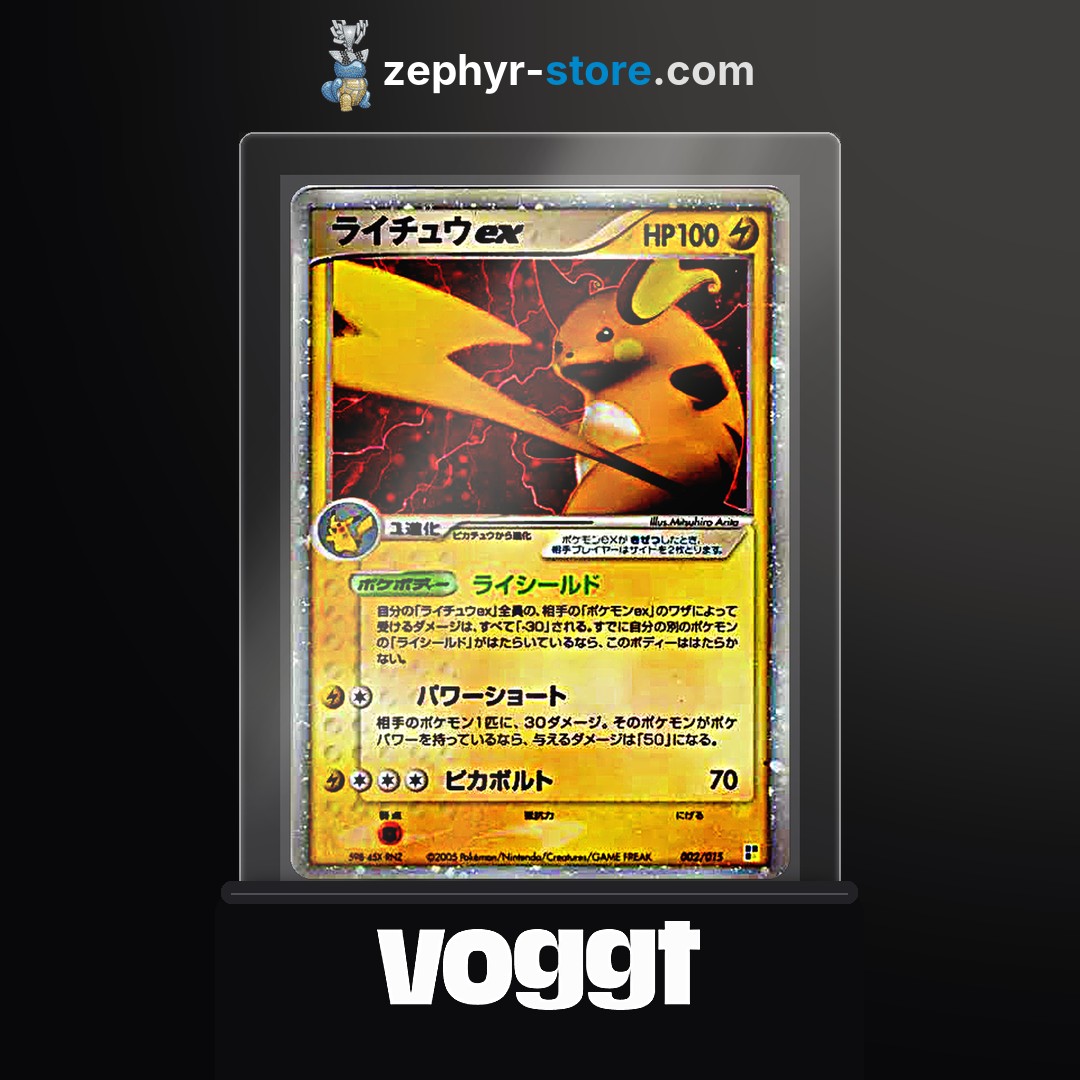 zephyr-store.com
ライチュウex HP100
1進化
ピカチュウから進化
Illus.Mitsuhiro Arita
ポケモンexがきぜつしたとき、
相手プレイヤーはサイドを2枚とります。
ポケボディー ライシールド
自分の「ライチュウex」全員の、相手の「ポケモンex」のワザによって
受けるダメージは、すべて「-30」される。すでに自分の別のポケモン
の「ライシールド」がはたらいているなら、このボディーははたらか
ない。
パワーショート
相手のポケモン1匹に、30ダメージ。そのポケモンがポケ
パワーを持っているなら、与えるダメージは「50」になる。
ピカボルト 70
弱点 抵抗力 にげる
©2005 Pokémon/Nintendo/Creatures/GAME FREAK 002/015
voggt